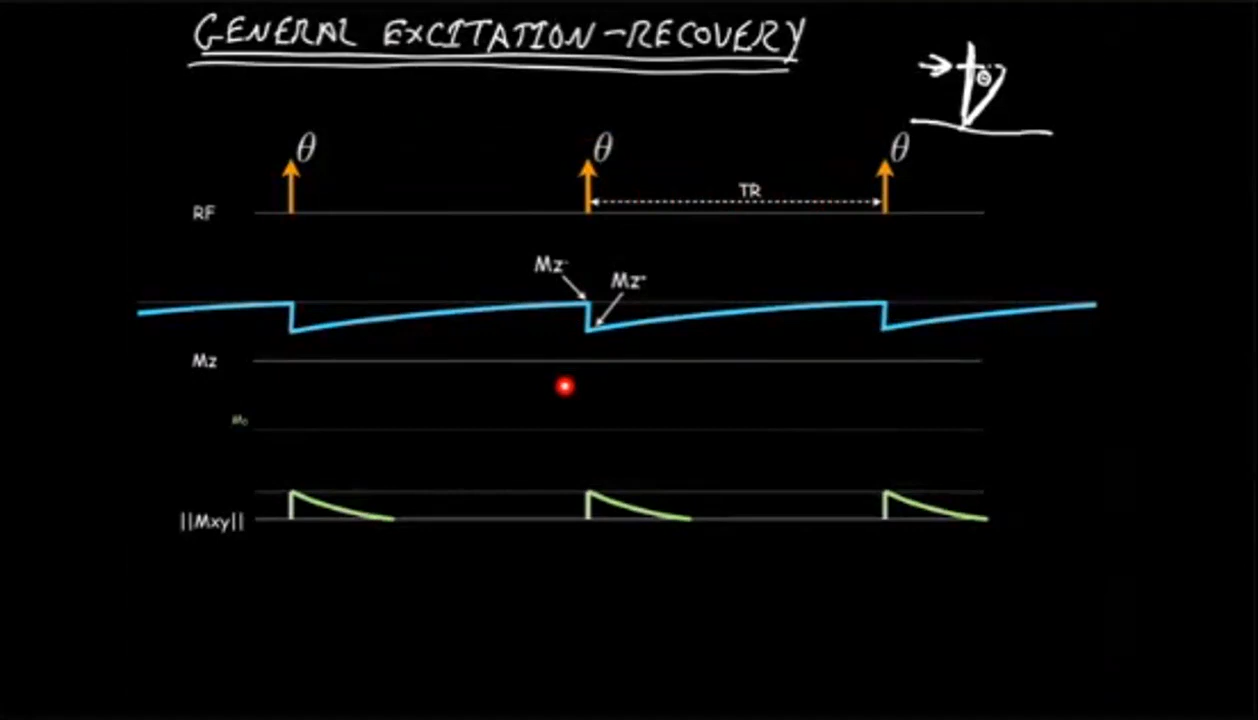 GENERAL EXCITATION-RECOVERY
θ
θ θ θ
TR
RF
Mz⁻
Mz⁺
Mz
M₀
||Mxy||